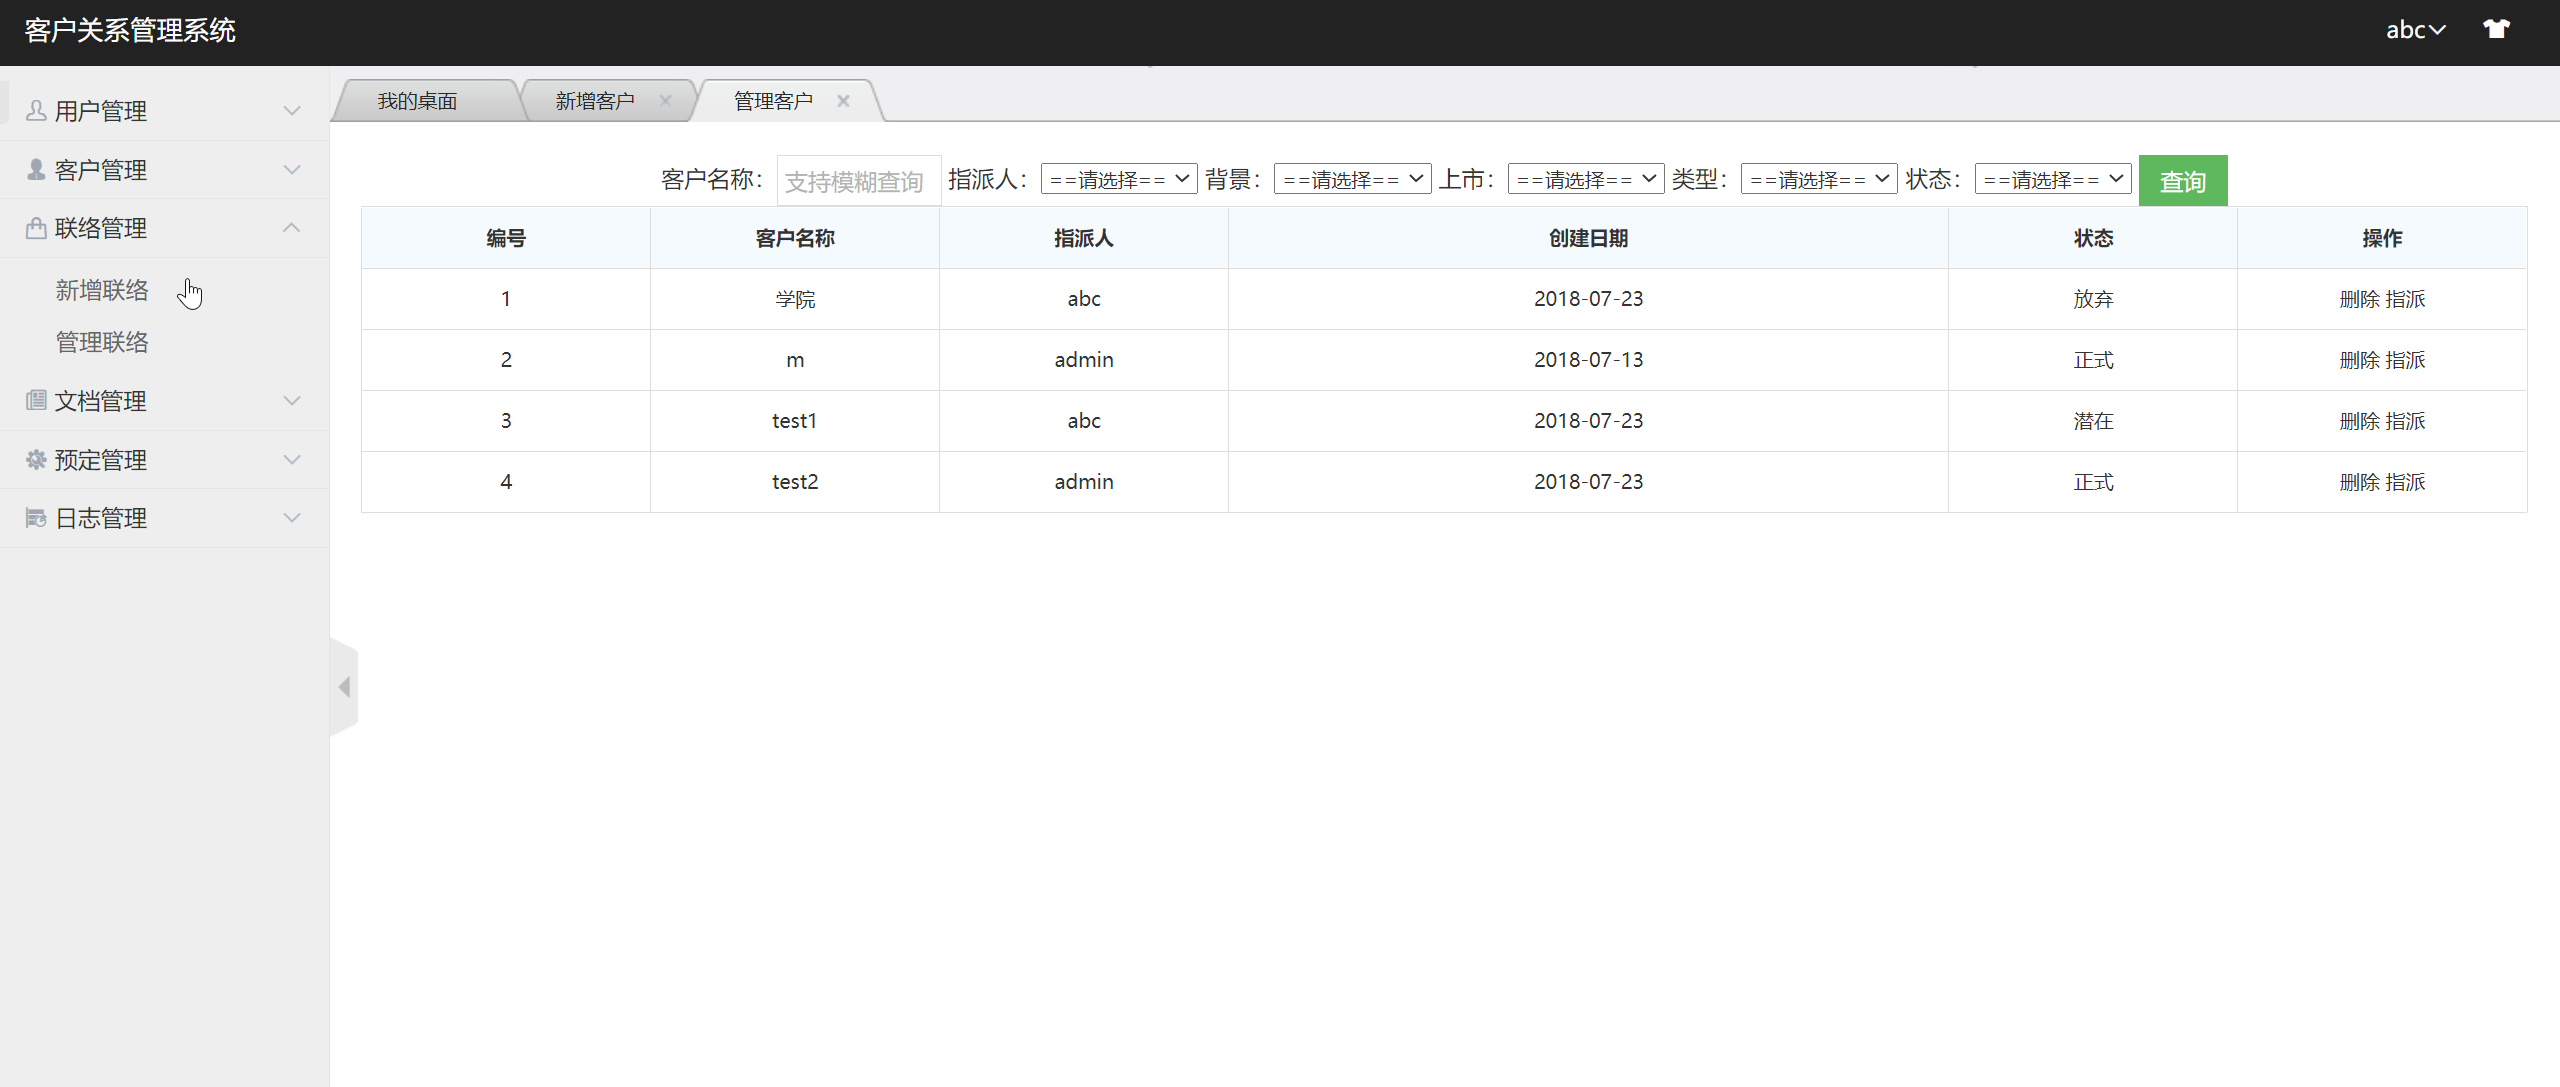 客户关系管理系统
abc
用户管理
客户管理
联络管理
新增联络
管理联络
文档管理
预定管理
日志管理
我的桌面 新增客户 管理客户
客户名称： 支持模糊查询 指派人： ==请选择== 背景： ==请选择== 上市： ==请选择== 类型： ==请选择== 状态： ==请选择== 查询
编号 客户名称 指派人 创建日期 状态 操作
1 学院 abc 2018-07-23 放弃 删除 指派
2 m admin 2018-07-13 正式 删除 指派
3 test1 abc 2018-07-23 潜在 删除 指派
4 test2 admin 2018-07-23 正式 删除 指派